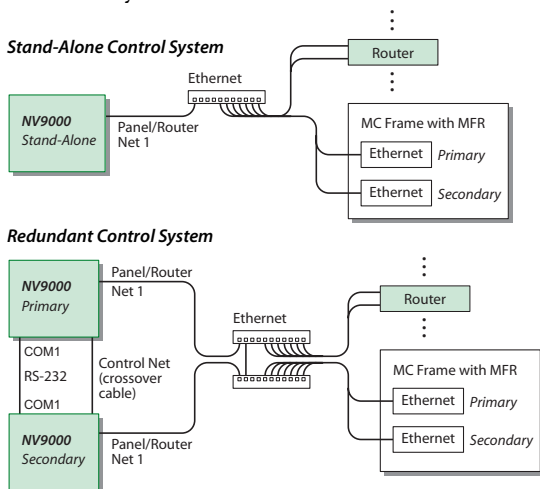 Stand-Alone Control System
Router
Ethernet
NV9000
Stand-Alone
Panel/Router
Net 1
MC Frame with MFR
Ethernet Primary
Ethernet Secondary
Redundant Control System
NV9000
Primary
Panel/Router
Net 1
Ethernet
Router
COM1
RS-232
COM1
Control Net
(crossover
cable)
MC Frame with MFR
Ethernet Primary
Ethernet Secondary
NV9000
Secondary
Panel/Router
Net 1